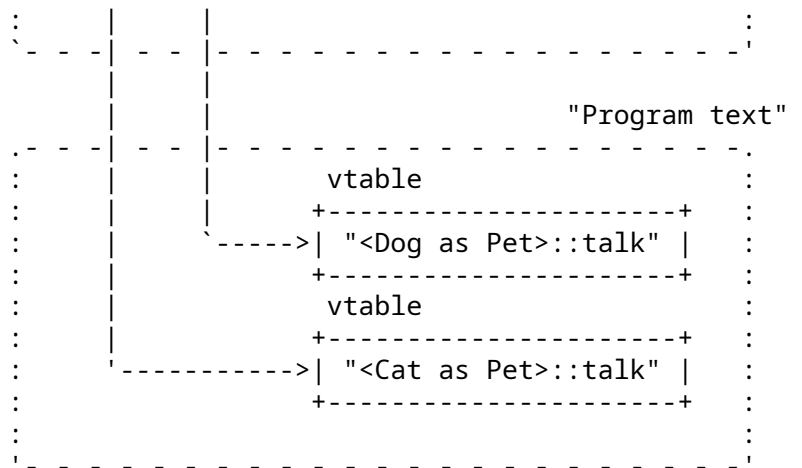 "Program text"
vtable
"<Dog as Pet>::talk"
vtable
"<Cat as Pet>::talk"